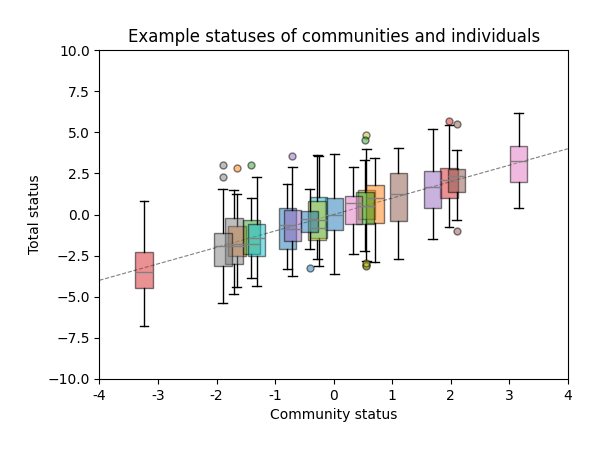 Example statuses of communities and individuals
10.0
7.5
5.0
2.5
0.0
−2.5
−5.0
−7.5
−10.0
Total status
-4 -3 -2 -1 0 1 2 3 4
Community status